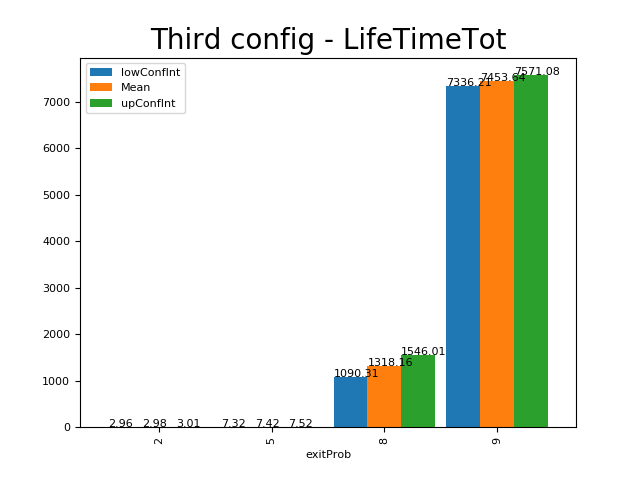 Third config - LifeTimeTot
lowConfInt
Mean
upConfInt
7000
6000
5000
4000
3000
2000
1000
0
2.96 2.98 3.01 7.32 7.42 7.52 1090.31 1318.16 1546.01 7336.21 7453.64 7571.08
2 5 8 9
exitProb